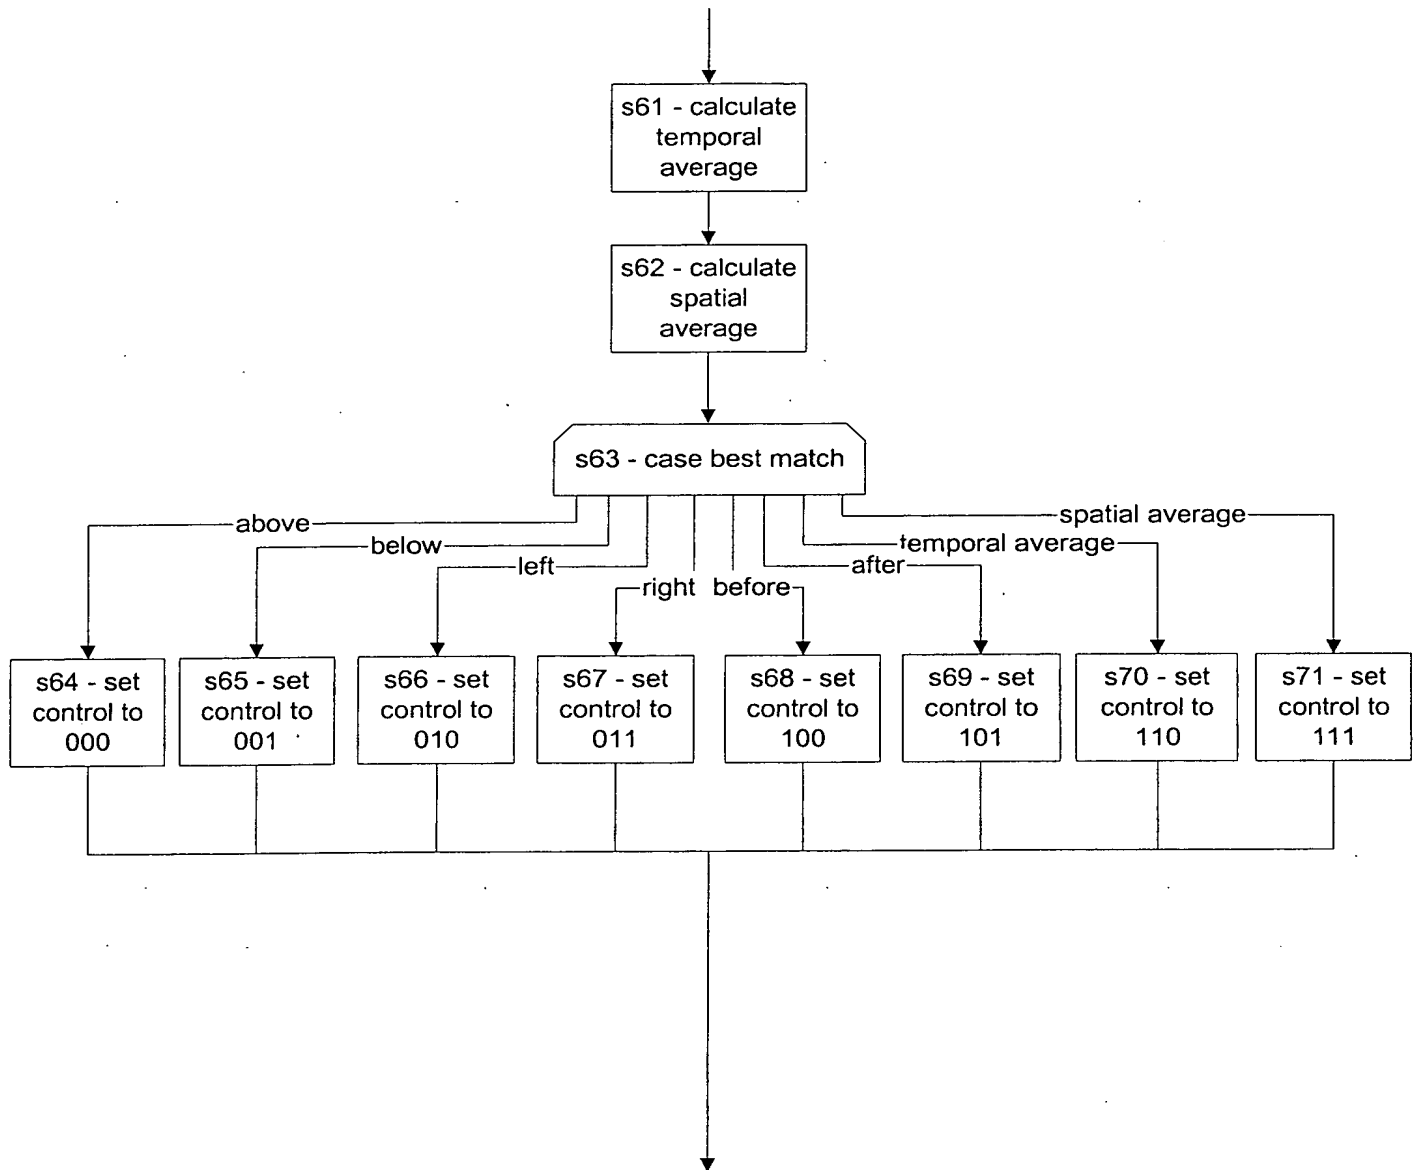 s61 - calculate
temporal
average
s62 - calculate
spatial
average
s63 - case best match
above
below
left
right
before
after
temporal average
spatial average
s64 - set
control to
000
s65 - set
control to
001
s66 - set
control to
010
s67 - set
control to
011
s68 - set
control to
100
s69 - set
control to
101
s70 - set
control to
110
s71 - set
control to
111